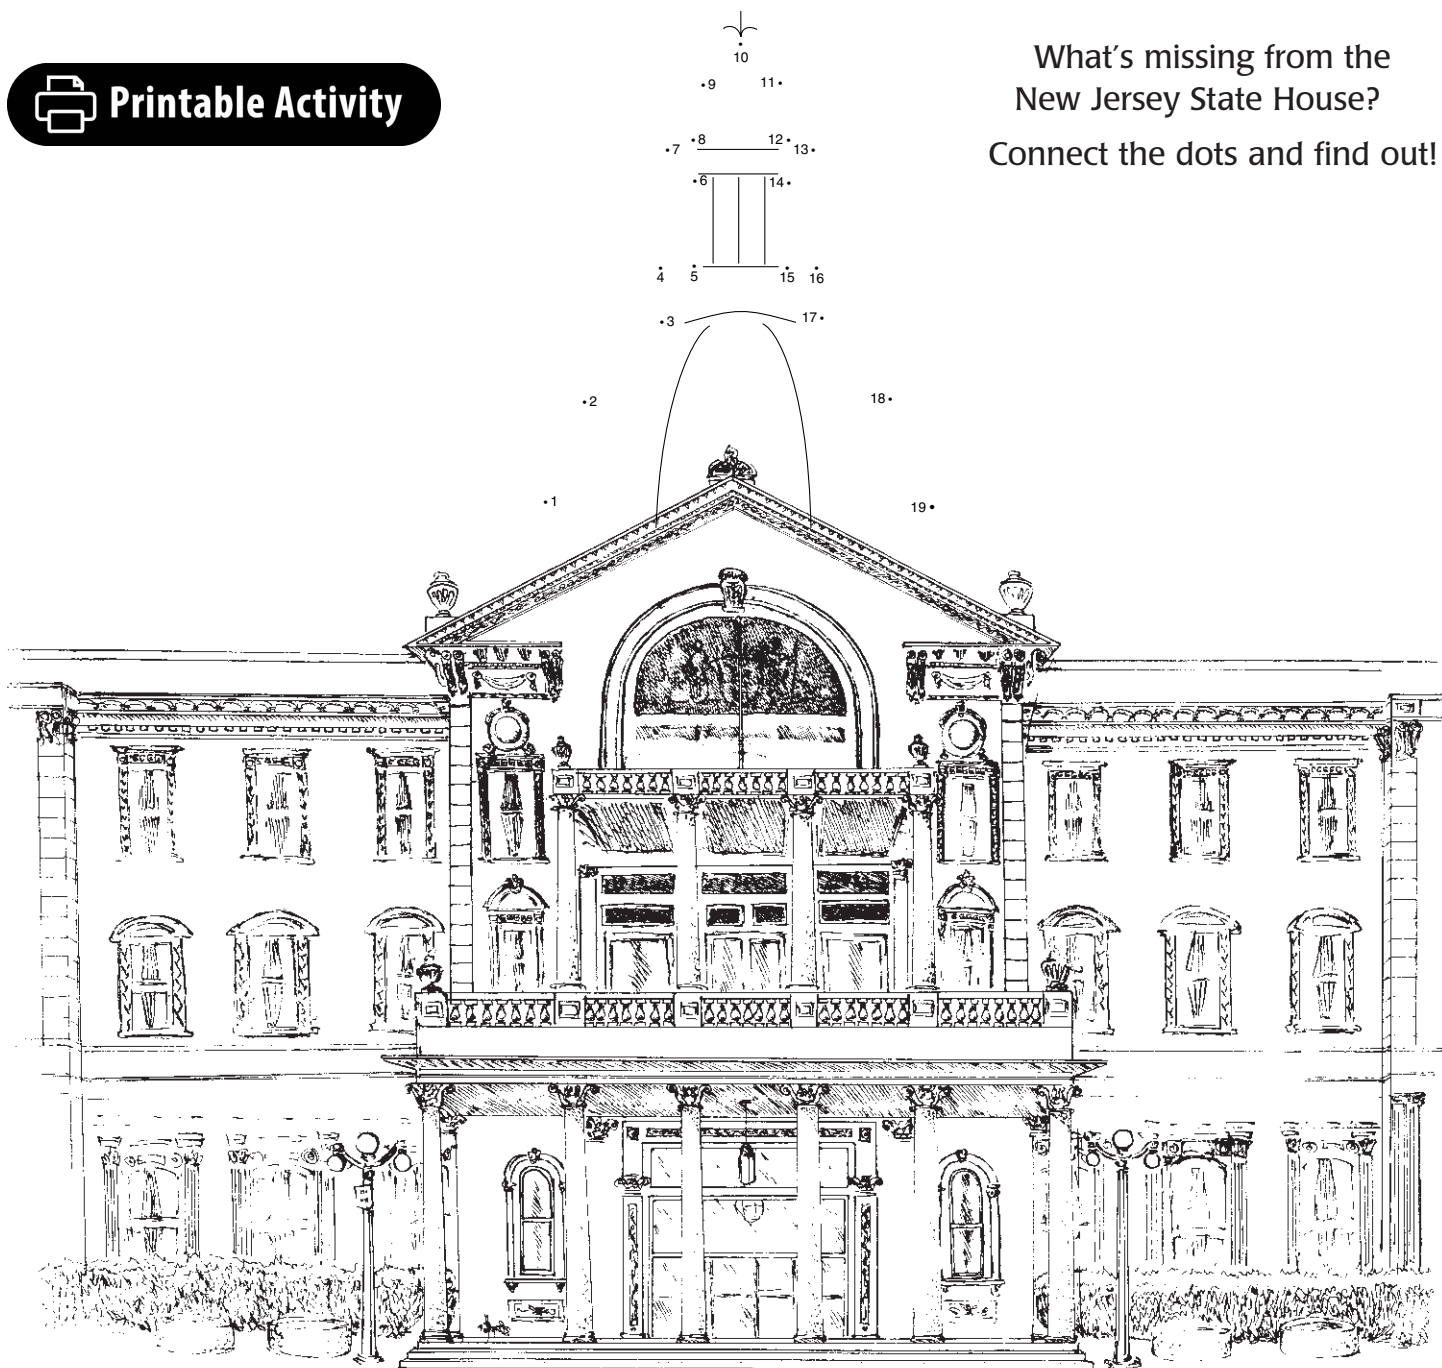 Printable Activity
What's missing from the
New Jersey State House?
Connect the dots and find out!
10
9 11
8 12
7 13
6 14
4 5 15 16
3 17
2 18
1 19